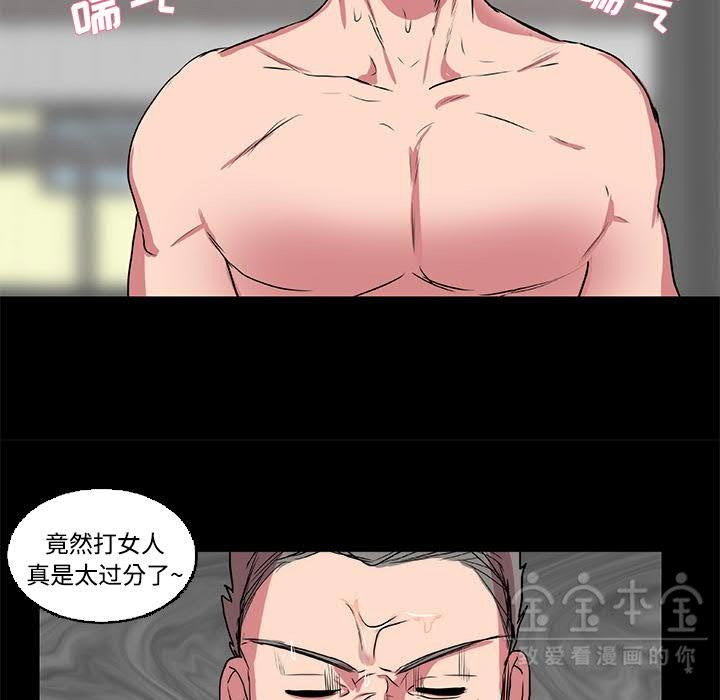 喘气
喘气
竟然打女人
真是太过分了~
宝宝本宝
致爱看漫画的你